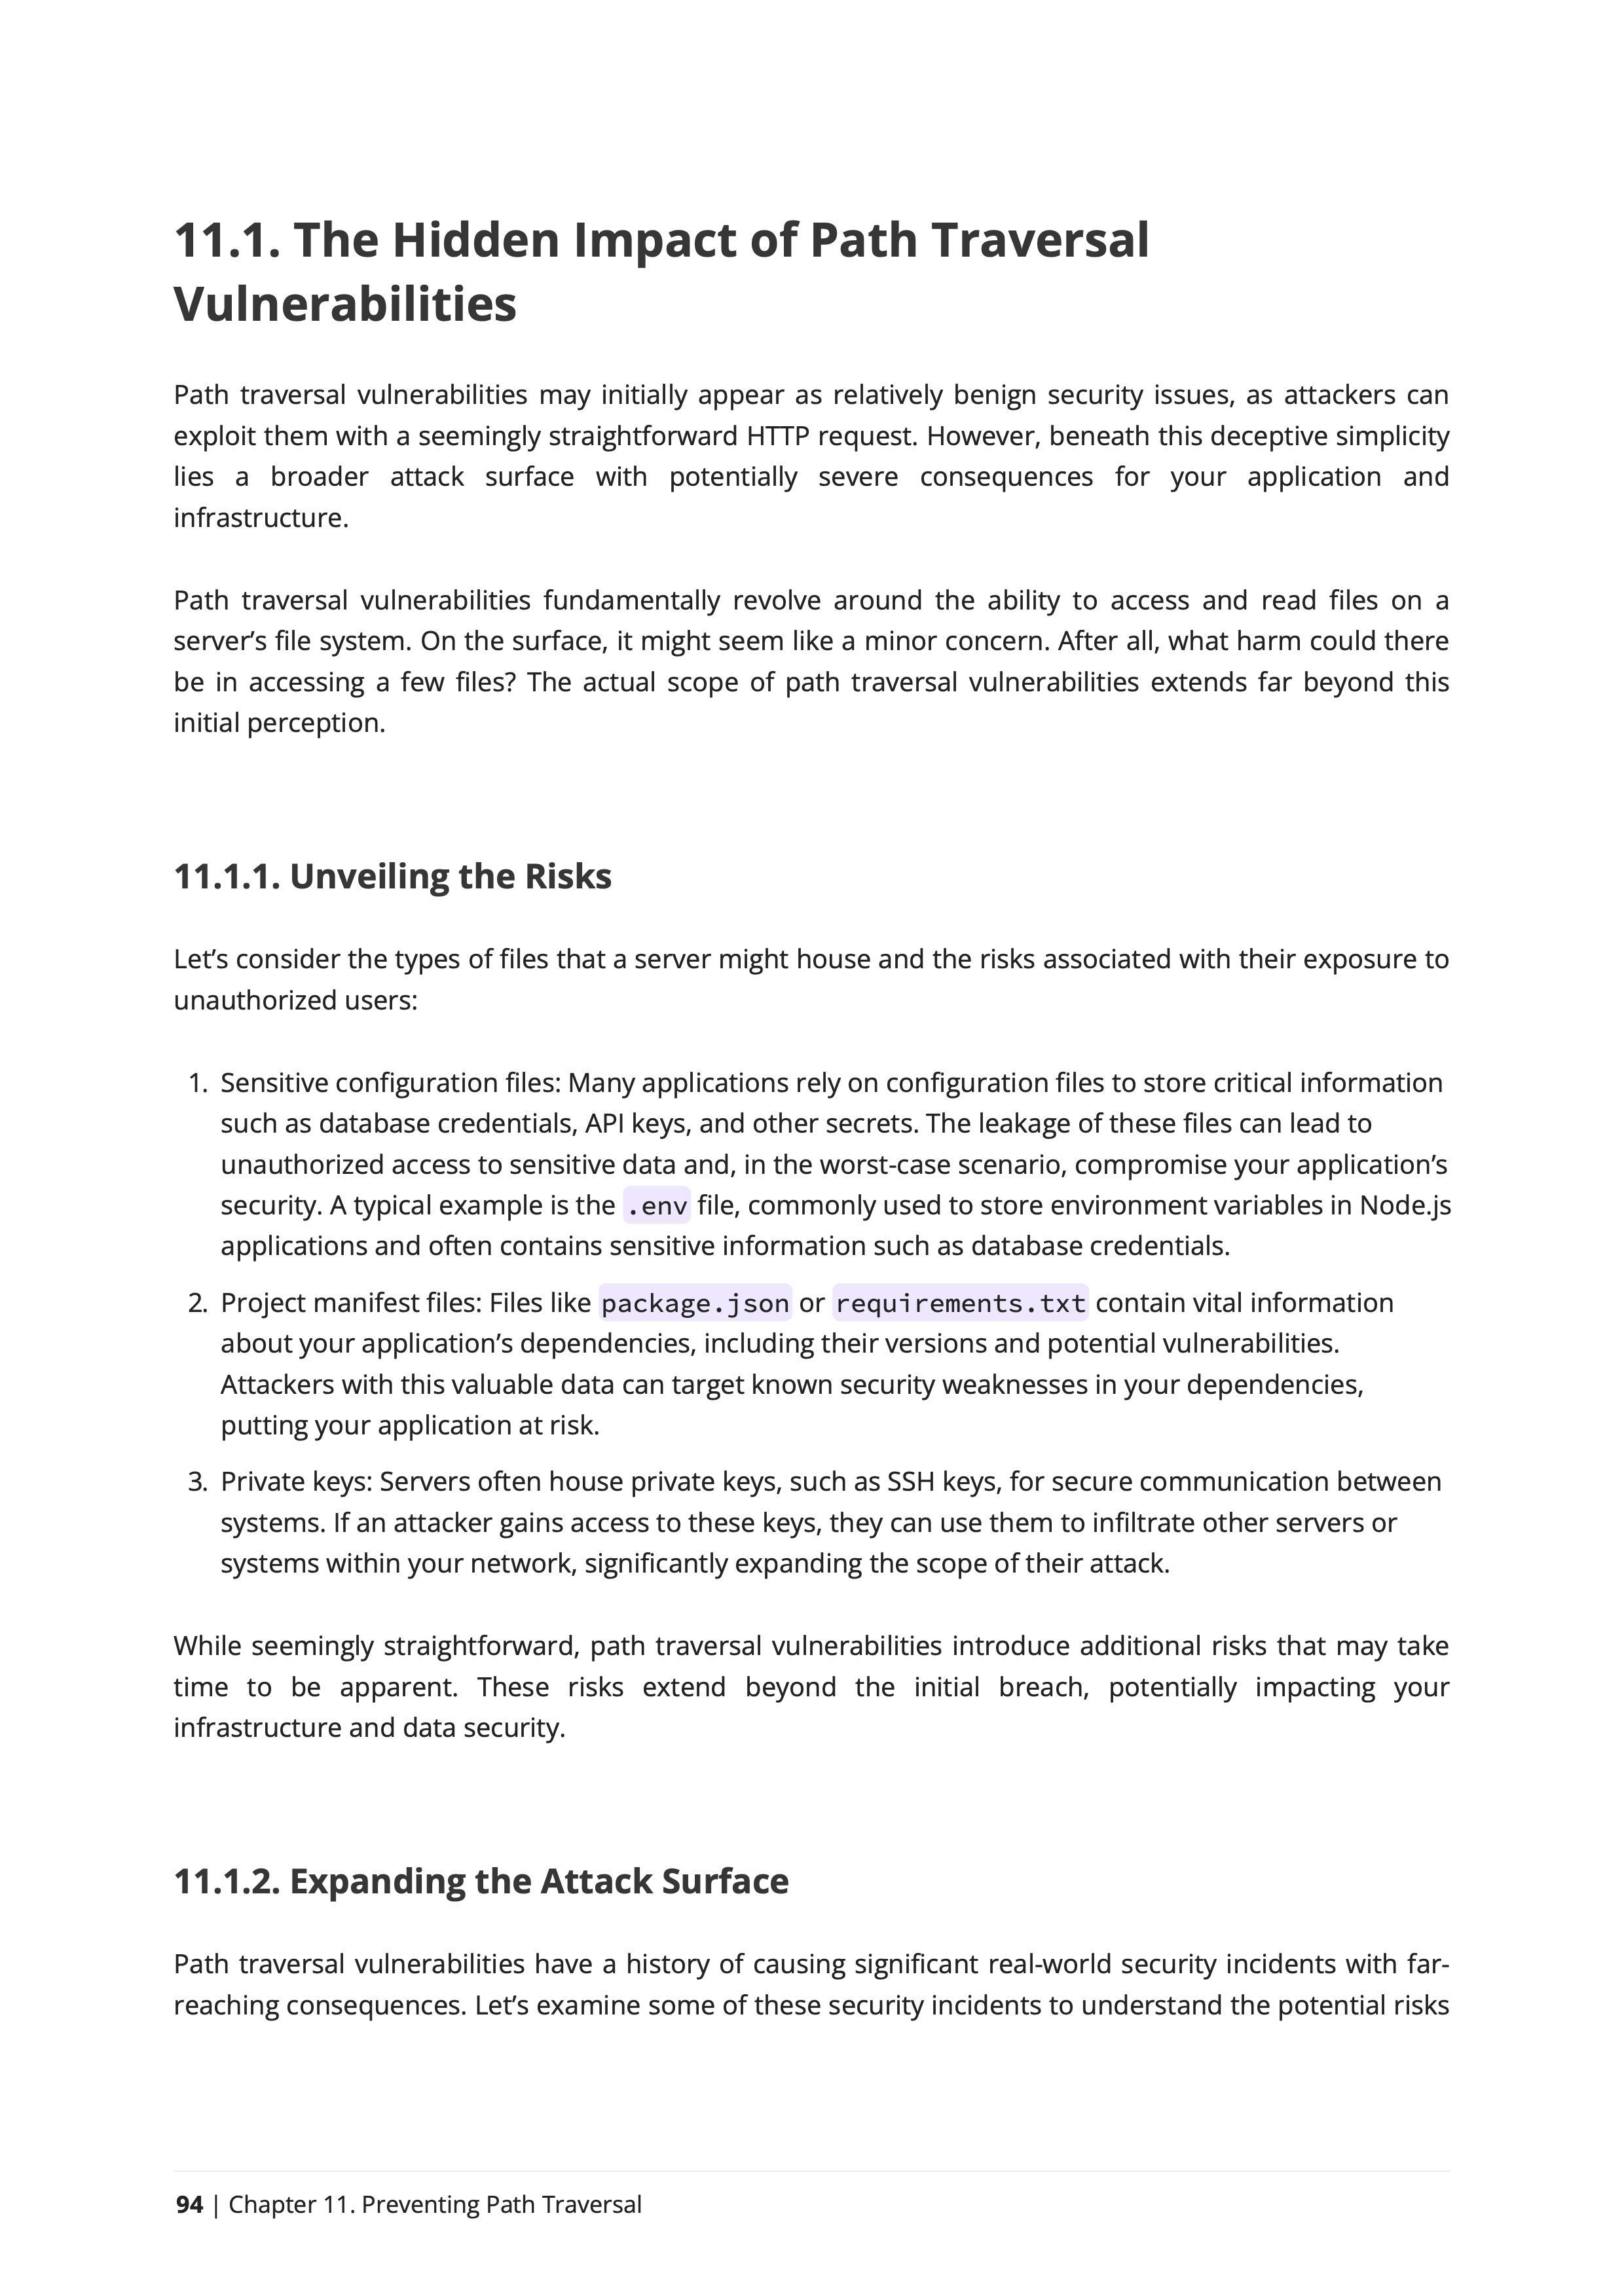 11.1. The Hidden Impact of Path Traversal
Vulnerabilities
Path traversal vulnerabilities may initially appear as relatively benign security issues, as attackers can
exploit them with a seemingly straightforward HTTP request. However, beneath this deceptive simplicity
lies a broader attack surface with potentially severe consequences for your application and
infrastructure.
Path traversal vulnerabilities fundamentally revolve around the ability to access and read files on a
server’s file system. On the surface, it might seem like a minor concern. After all, what harm could there
be in accessing a few files? The actual scope of path traversal vulnerabilities extends far beyond this
initial perception.
11.1.1. Unveiling the Risks
Let’s consider the types of files that a server might house and the risks associated with their exposure to
unauthorized users:
1. Sensitive configuration files: Many applications rely on configuration files to store critical information
such as database credentials, API keys, and other secrets. The leakage of these files can lead to
unauthorized access to sensitive data and, in the worst-case scenario, compromise your application’s
security. A typical example is the .env file, commonly used to store environment variables in Node.js
applications and often contains sensitive information such as database credentials.
2. Project manifest files: Files like package.json or requirements.txt contain vital information
about your application’s dependencies, including their versions and potential vulnerabilities.
Attackers with this valuable data can target known security weaknesses in your dependencies,
putting your application at risk.
3. Private keys: Servers often house private keys, such as SSH keys, for secure communication between
systems. If an attacker gains access to these keys, they can use them to infiltrate other servers or
systems within your network, significantly expanding the scope of their attack.
While seemingly straightforward, path traversal vulnerabilities introduce additional risks that may take
time to be apparent. These risks extend beyond the initial breach, potentially impacting your
infrastructure and data security.
11.1.2. Expanding the Attack Surface
Path traversal vulnerabilities have a history of causing significant real-world security incidents with far-
reaching consequences. Let’s examine some of these security incidents to understand the potential risks
94 | Chapter 11. Preventing Path Traversal